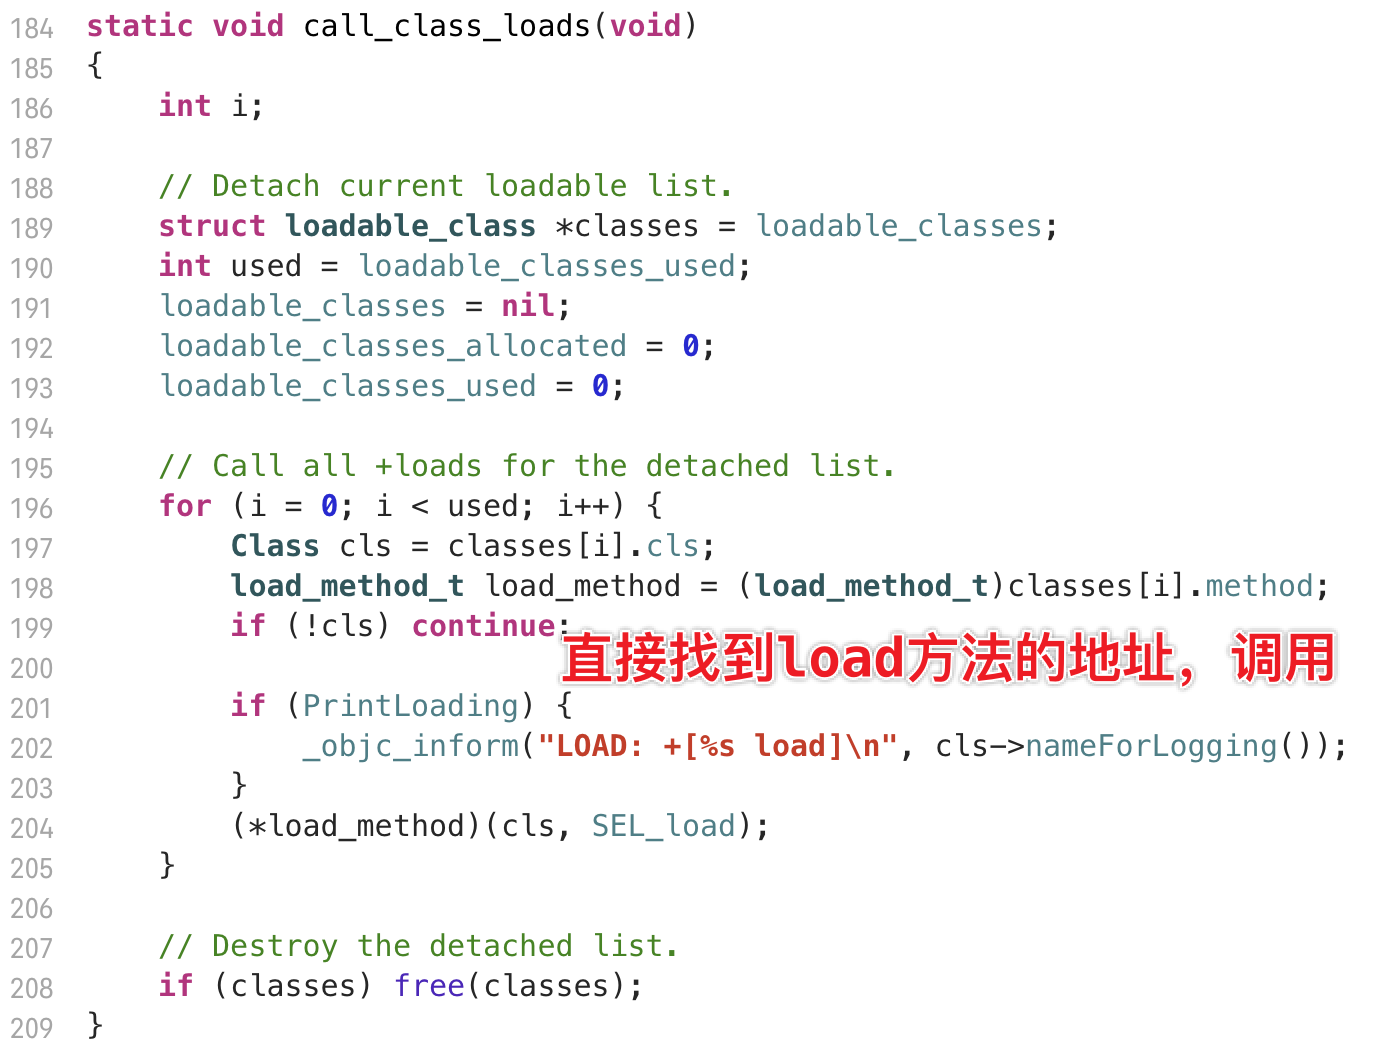 184 static void call_class_loads(void)
185 {
186     int i;
187
188     // Detach current loadable list.
189     struct loadable_class *classes = loadable_classes;
190     int used = loadable_classes_used;
191     loadable_classes = nil;
192     loadable_classes_allocated = 0;
193     loadable_classes_used = 0;
194
195     // Call all +loads for the detached list.
196     for (i = 0; i < used; i++) {
197         Class cls = classes[i].cls;
198         load_method_t load_method = (load_method_t)classes[i].method;
199         if (!cls) continue;
直接找到load方法的地址，调用
200
201         if (PrintLoading) {
202             _objc_inform("LOAD: +[%s load]\n", cls->nameForLogging());
203         }
204         (*load_method)(cls, SEL_load);
205     }
206
207     // Destroy the detached list.
208     if (classes) free(classes);
209 }